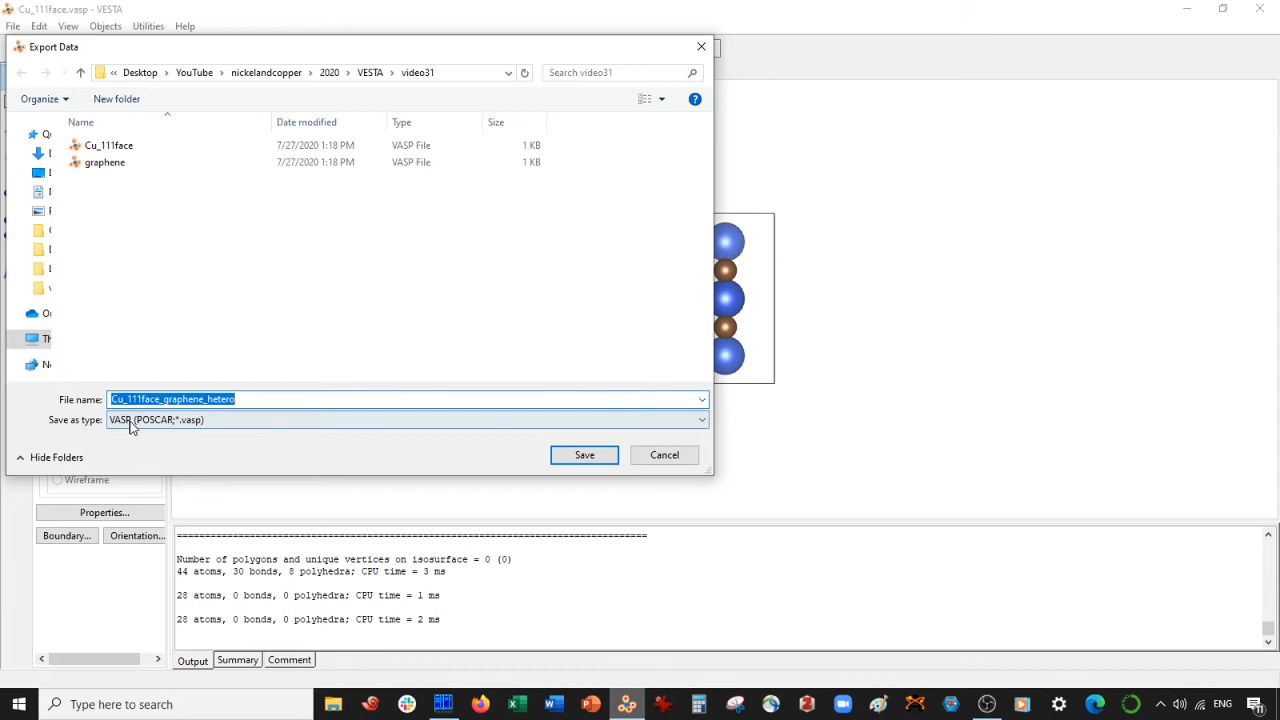 Cu_111face.vasp - VESTA
File Edit View Objects Utilities Help
Export Data
« Desktop › YouTube › nickelandcopper › 2020 › VESTA › video31
Search video31
Organize
New folder
Name Date modified Type Size
Cu_111face 7/27/2020 1:18 PM VASP File 1 KB
graphene 7/27/2020 1:18 PM VASP File 1 KB
File name: Cu_111face_graphene_hetero
Save as type: VASP (POSCAR;*.vasp)
Hide Folders
Save
Cancel
Wireframe
Properties...
Boundary... Orientation...
Number of polygons and unique vertices on isosurface = 0 (0)
44 atoms, 30 bonds, 8 polyhedra; CPU time = 3 ms
28 atoms, 0 bonds, 0 polyhedra; CPU time = 1 ms
28 atoms, 0 bonds, 0 polyhedra; CPU time = 2 ms
Output Summary Comment
Type here to search
ENG